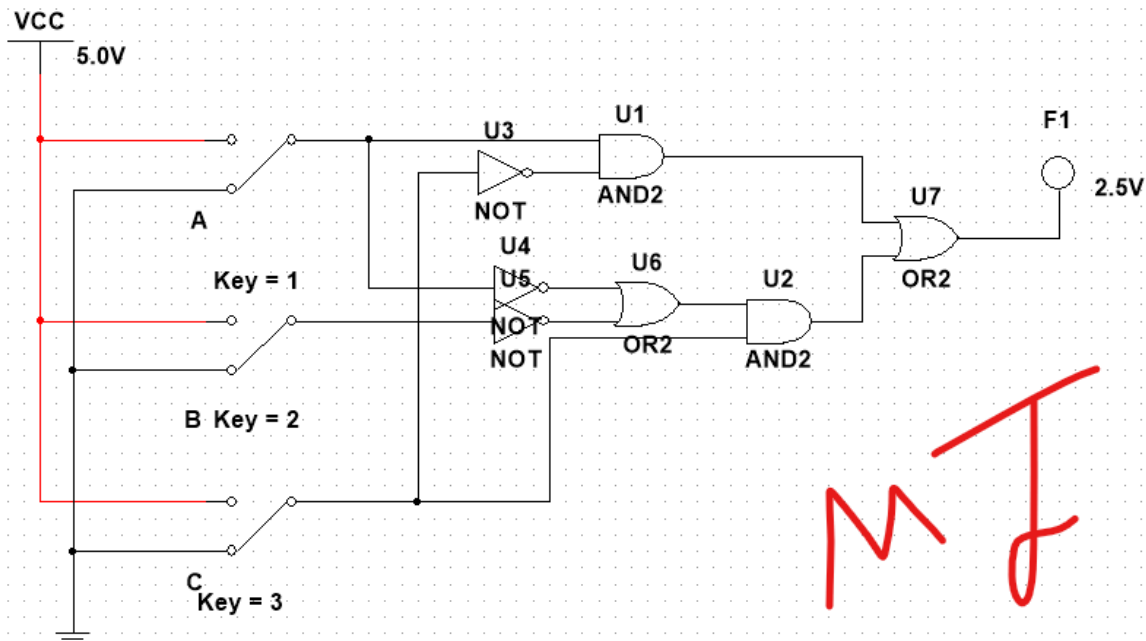 VCC
5.0V
U1
U3
F1
AND2
NOT
2.5V
U7
A
U4
U5
U6
U2
OR2
Key = 1
NOT
NOT
OR2
AND2
B Key = 2
C
Key = 3
MJ